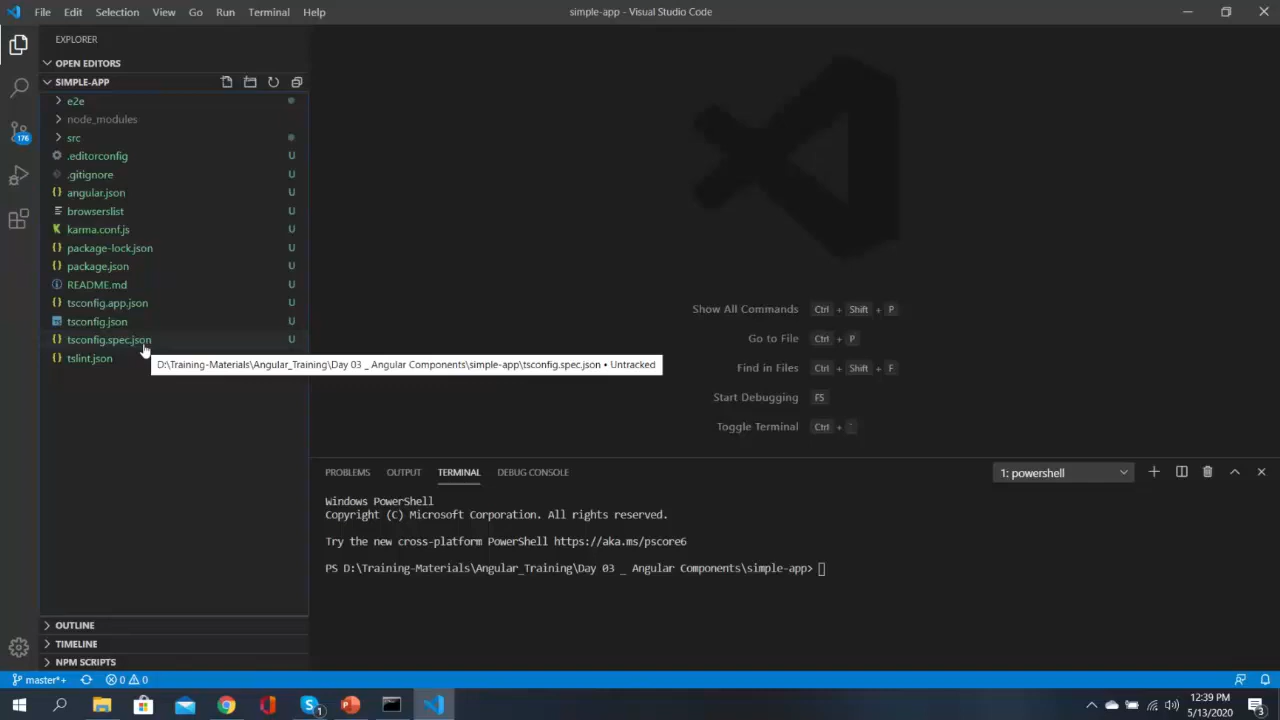 File Edit Selection View Go Run Terminal Help
simple-app - Visual Studio Code
EXPLORER
OPEN EDITORS
SIMPLE-APP
e2e
node_modules
src
.editorconfig U
.gitignore U
angular.json U
browserslist U
karma.conf.js U
package-lock.json U
package.json U
README.md U
tsconfig.app.json U
tsconfig.json U
tsconfig.spec.json U
D:\Training-Materials\Angular_Training\Day 03 _ Angular Components\simple-app\tsconfig.spec.json • Untracked
tslint.json
176
Show All Commands Ctrl + Shift + P
Go to File Ctrl + P
Find in Files Ctrl + Shift + F
Start Debugging F5
Toggle Terminal Ctrl + `
PROBLEMS OUTPUT TERMINAL DEBUG CONSOLE
1: powershell
Windows PowerShell
Copyright (C) Microsoft Corporation. All rights reserved.
Try the new cross-platform PowerShell https://aka.ms/pscore6
PS D:\Training-Materials\Angular_Training\Day 03 _ Angular Components\simple-app>
OUTLINE
TIMELINE
NPM SCRIPTS
master*+ 0 0
1
12:39 PM
5/13/2020
3